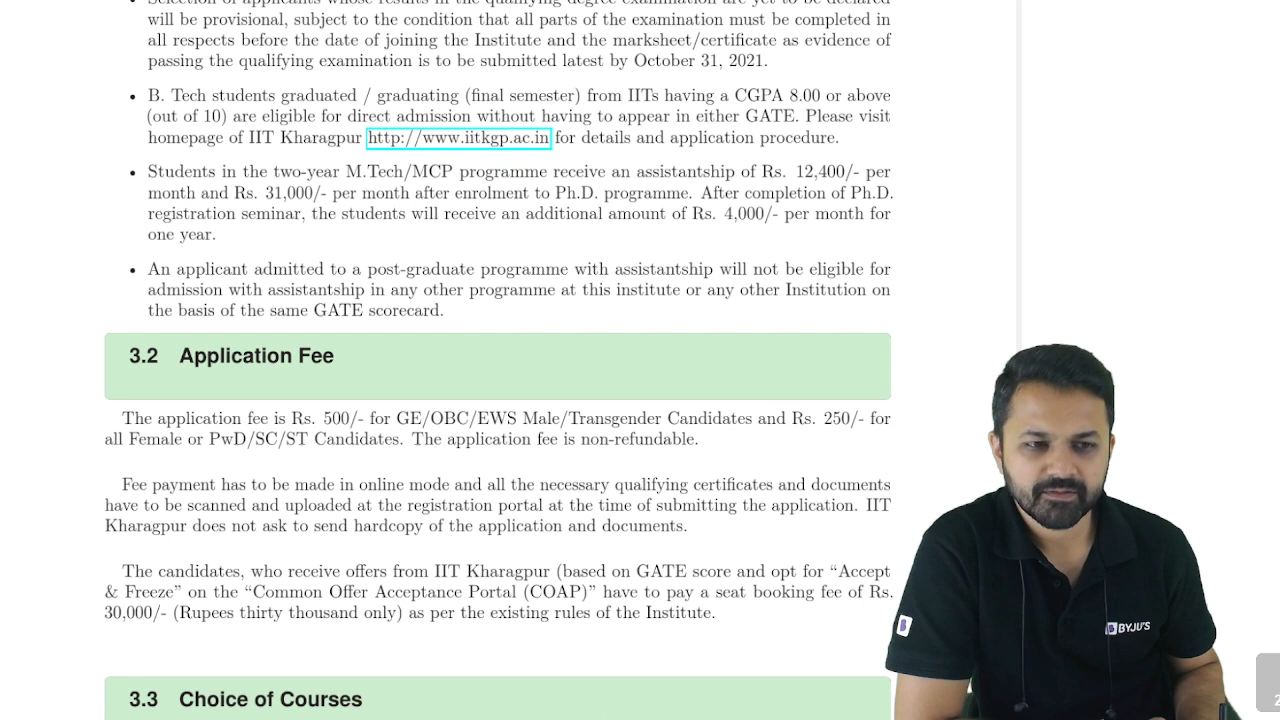 Selection of applicants whose results in the qualifying degree examination are yet to be declared
will be provisional, subject to the condition that all parts of the examination must be completed in
all respects before the date of joining the Institute and the marksheet/certificate as evidence of
passing the qualifying examination is to be submitted latest by October 31, 2021.
• B. Tech students graduated / graduating (final semester) from IITs having a CGPA 8.00 or above
(out of 10) are eligible for direct admission without having to appear in either GATE. Please visit
homepage of IIT Kharagpur http://www.iitkgp.ac.in for details and application procedure.
• Students in the two-year M.Tech/MCP programme receive an assistantship of Rs. 12,400/- per
month and Rs. 31,000/- per month after enrolment to Ph.D. programme. After completion of Ph.D.
registration seminar, the students will receive an additional amount of Rs. 4,000/- per month for
one year.
• An applicant admitted to a post-graduate programme with assistantship will not be eligible for
admission with assistantship in any other programme at this institute or any other Institution on
the basis of the same GATE scorecard.
3.2 Application Fee
The application fee is Rs. 500/- for GE/OBC/EWS Male/Transgender Candidates and Rs. 250/- for
all Female or PwD/SC/ST Candidates. The application fee is non-refundable.
Fee payment has to be made in online mode and all the necessary qualifying certificates and documents
have to be scanned and uploaded at the registration portal at the time of submitting the application. IIT
Kharagpur does not ask to send hardcopy of the application and documents.
The candidates, who receive offers from IIT Kharagpur (based on GATE score and opt for “Accept
& Freeze” on the “Common Offer Acceptance Portal (COAP)” have to pay a seat booking fee of Rs.
30,000/- (Rupees thirty thousand only) as per the existing rules of the Institute.
B BYJU'S
3.3 Choice of Courses
2